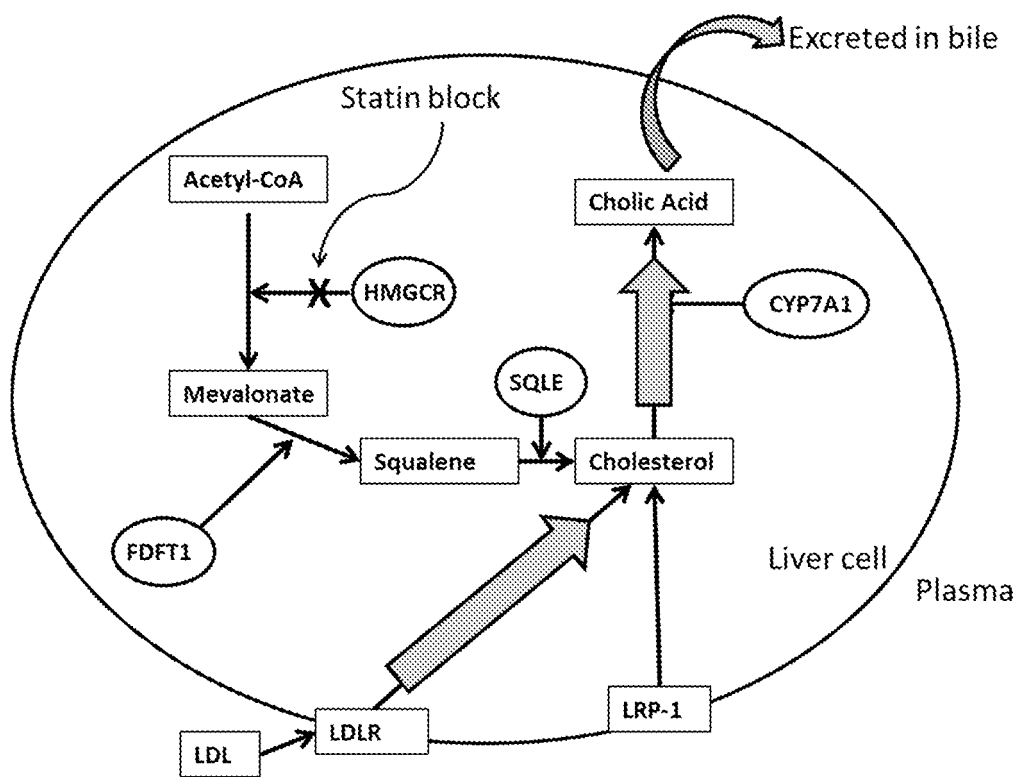 Excreted in bile
Statin block
Acetyl-CoA
Cholic Acid
HMGCR
X
CYP7A1
SQLE
Mevalonate
Squalene
Cholesterol
FDFT1
Liver cell
Plasma
LRP-1
LDLR
LDL